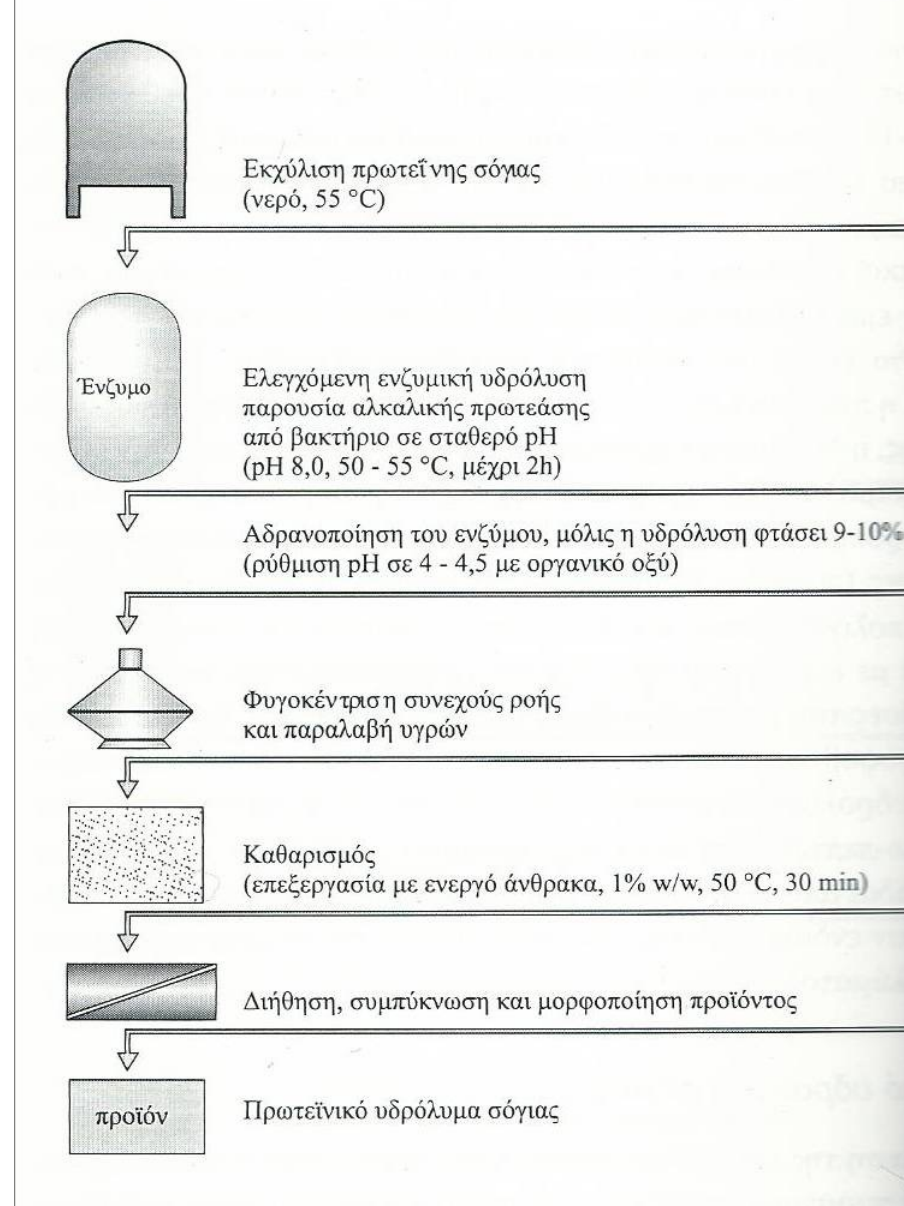 Εκχύλιση πρωτεΐνης σόγιας
(νερό, 55 °C)
Ένζυμο
Ελεγχόμενη ενζυμική υδρόλυση
παρουσία αλκαλικής πρωτεάσης
από βακτήριο σε σταθερό pH
(pH 8,0, 50 - 55 °C, μέχρι 2h)
Αδρανοποίηση του ενζύμου, μόλις η υδρόλυση φτάσει 9-10%
(ρύθμιση pH σε 4 - 4,5 με οργανικό οξύ)
Φυγοκέντριση συνεχούς ροής
και παραλαβή υγρών
Καθαρισμός
(επεξεργασία με ενεργό άνθρακα, 1% w/w, 50 °C, 30 min)
Διήθηση, συμπύκνωση και μορφοποίηση προϊόντος
προϊόν
Πρωτεϊνικό υδρόλυμα σόγιας